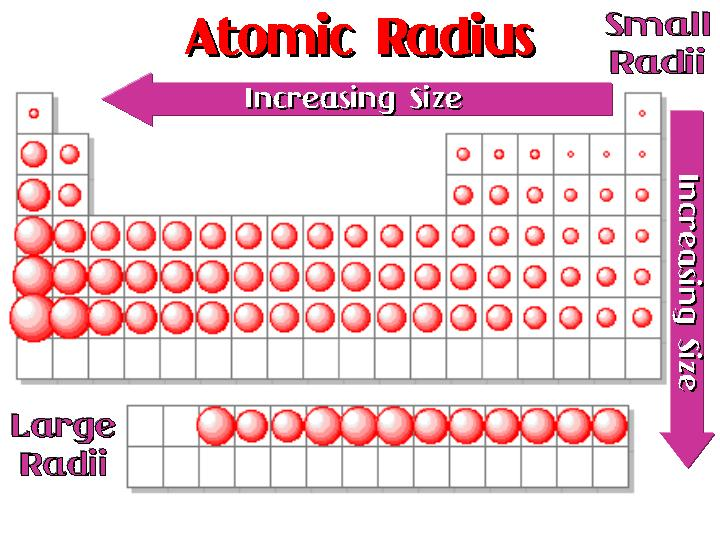 Atomic Radius
Small
Radii
Increasing Size
Increasing Size
Large
Radii